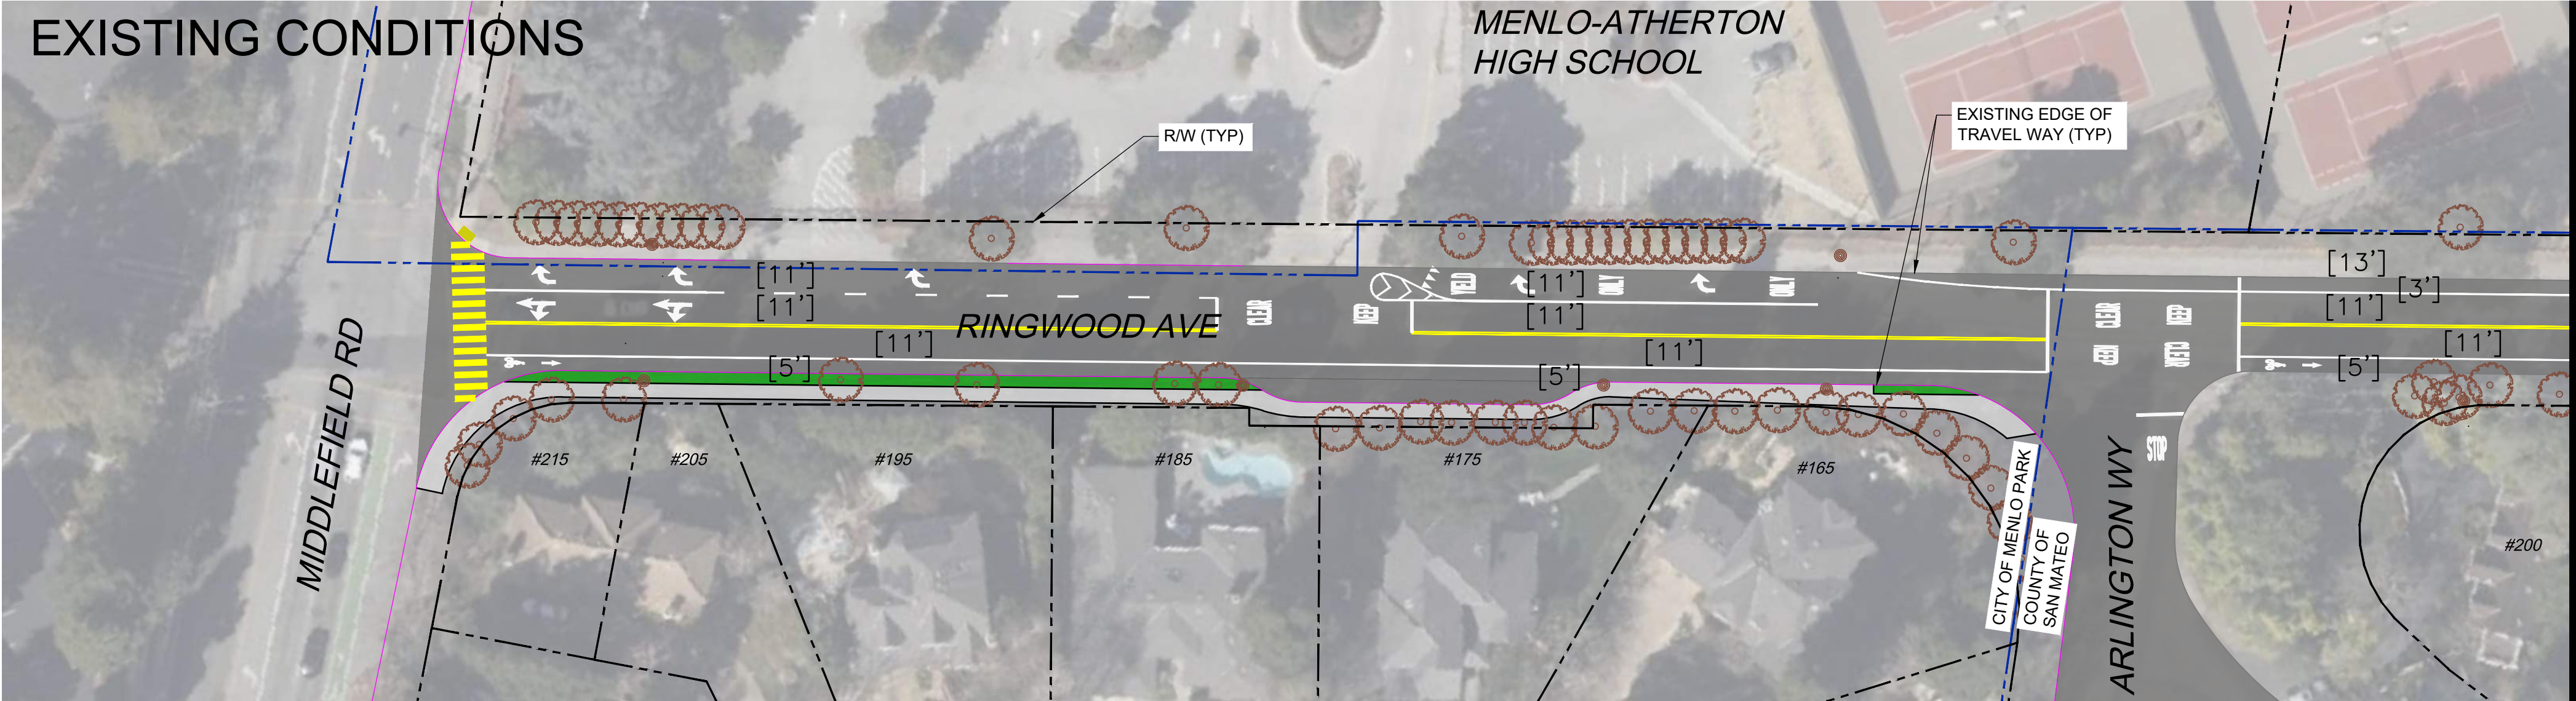 EXISTING CONDITIONS
MENLO-ATHERTON
HIGH SCHOOL
R/W (TYP)
EXISTING EDGE OF
TRAVEL WAY (TYP)
[11']
[11']
[11']
[5']
RINGWOOD AVE
CLEAR
KEEP
YIELD
[11']
ONLY
ONLY
[11']
[11']
[5']
CLEAR
KEEP
KEEP
CLEAR
[13']
[3']
[11']
[11']
[5']
STOP
MIDDLEFIELD RD
#215
#205
#195
#185
#175
#165
#200
CITY OF MENLO PARK
COUNTY OF
SAN MATEO
ARLINGTON WY